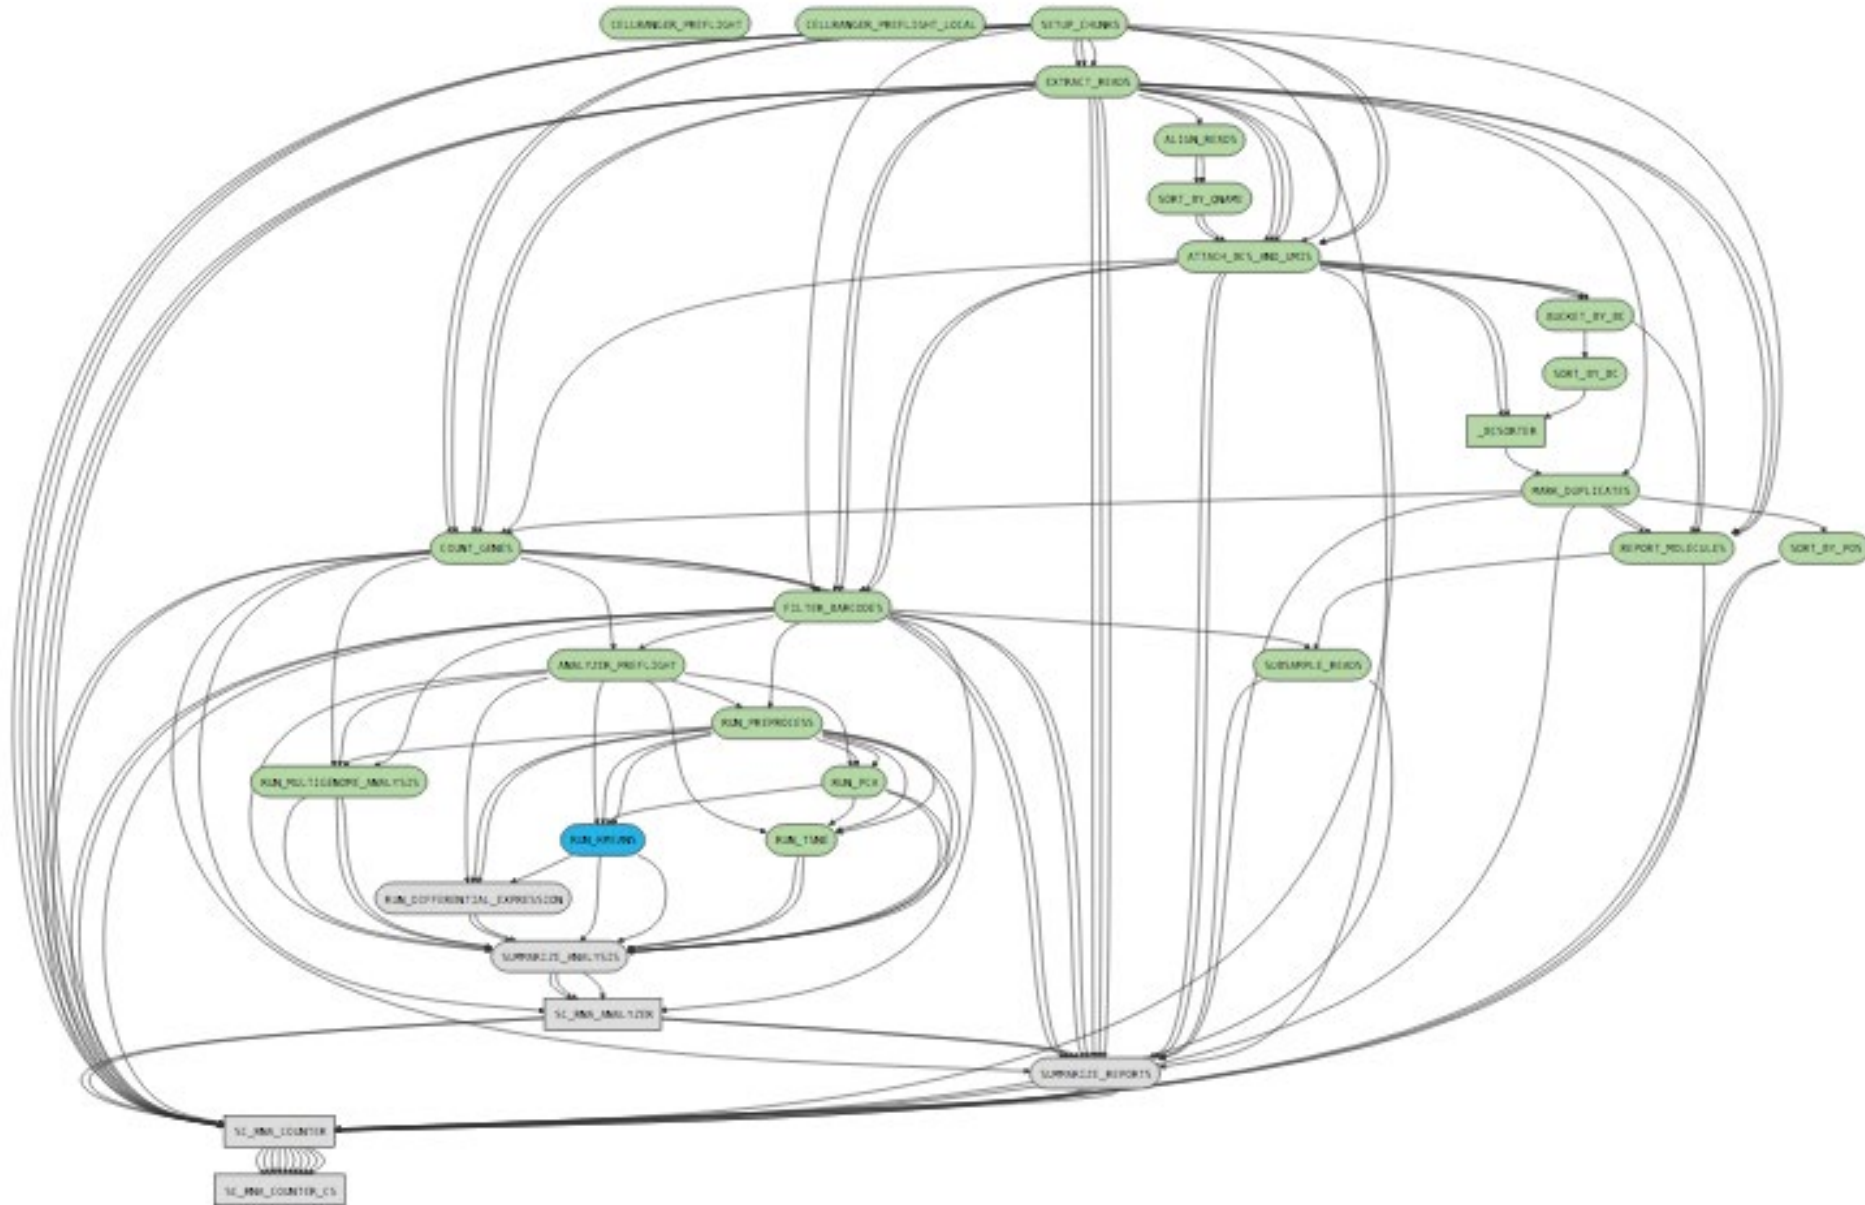 CELLRANGER_PREFLIGHT
CELLRANGER_PREFLIGHT_LOCAL
SETUP_CHUNKS
EXTRACT_READS
ALIGN_READS
SORT_BY_QNAME
ATTACH_BCS_AND_UMIS
BUCKET_BY_BC
SORT_BY_BC
_BCSORTER
MARK_DUPLICATES
COUNT_GENES
REPORT_MOLECULES
SORT_BY_POS
FILTER_BARCODES
ANALYZER_PREFLIGHT
SUBSAMPLE_READS
RUN_PREPROCESS
RUN_MULTIGENOME_ANALYSIS
RUN_PCA
RUN_KMEANS
RUN_TSNE
RUN_DIFFERENTIAL_EXPRESSION
SUMMARIZE_ANALYSIS
SC_RNA_ANALYZER
SUMMARIZE_REPORTS
SC_RNA_COUNTER
SC_RNA_COUNTER_CS